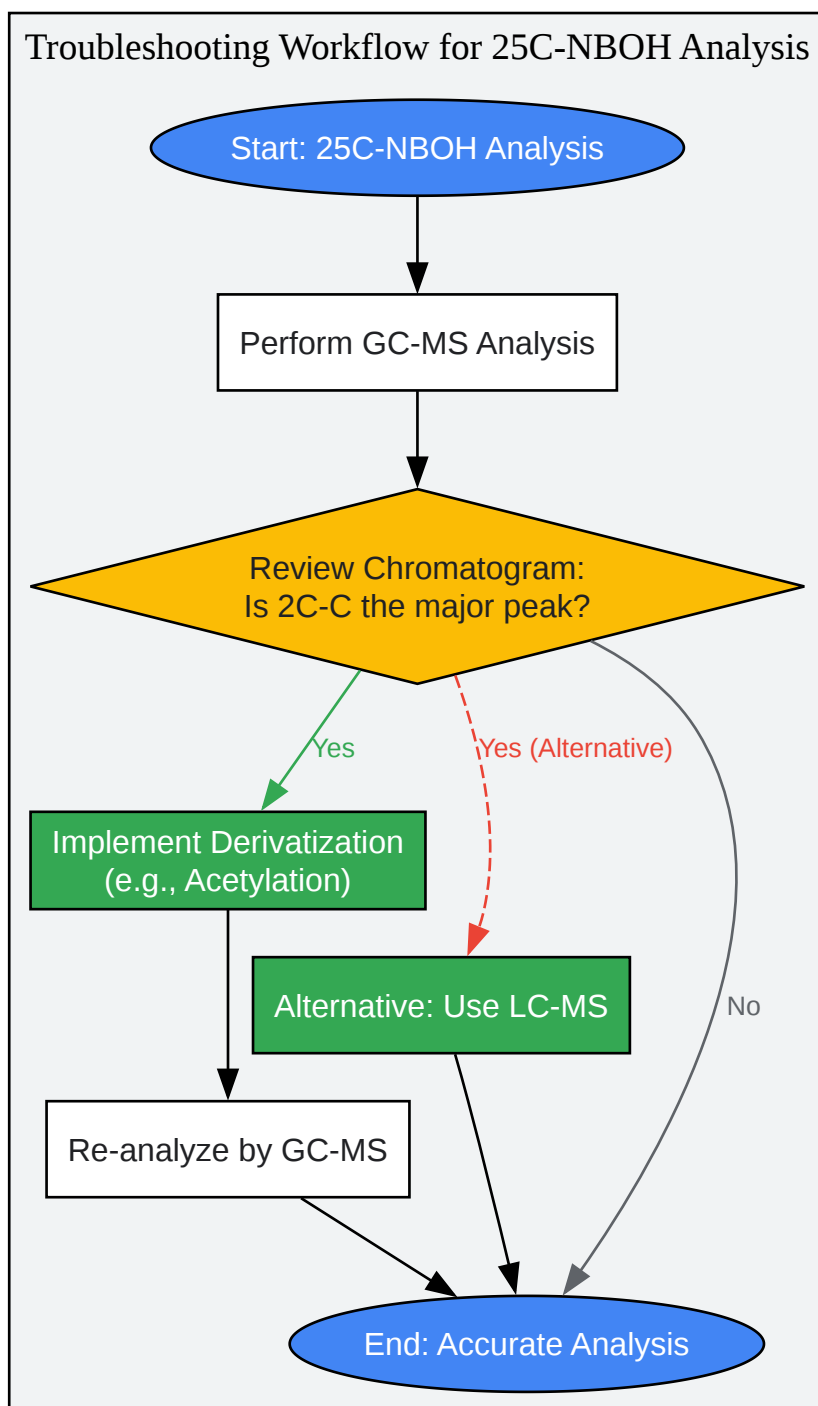 Troubleshooting Workflow for 25C-NBOH Analysis
Start: 25C-NBOH Analysis
Perform GC-MS Analysis
Review Chromatogram:
Is 2C-C the major peak?
Yes
Yes (Alternative)
Implement Derivatization
(e.g., Acetylation)
Alternative: Use LC-MS
No
Re-analyze by GC-MS
End: Accurate Analysis